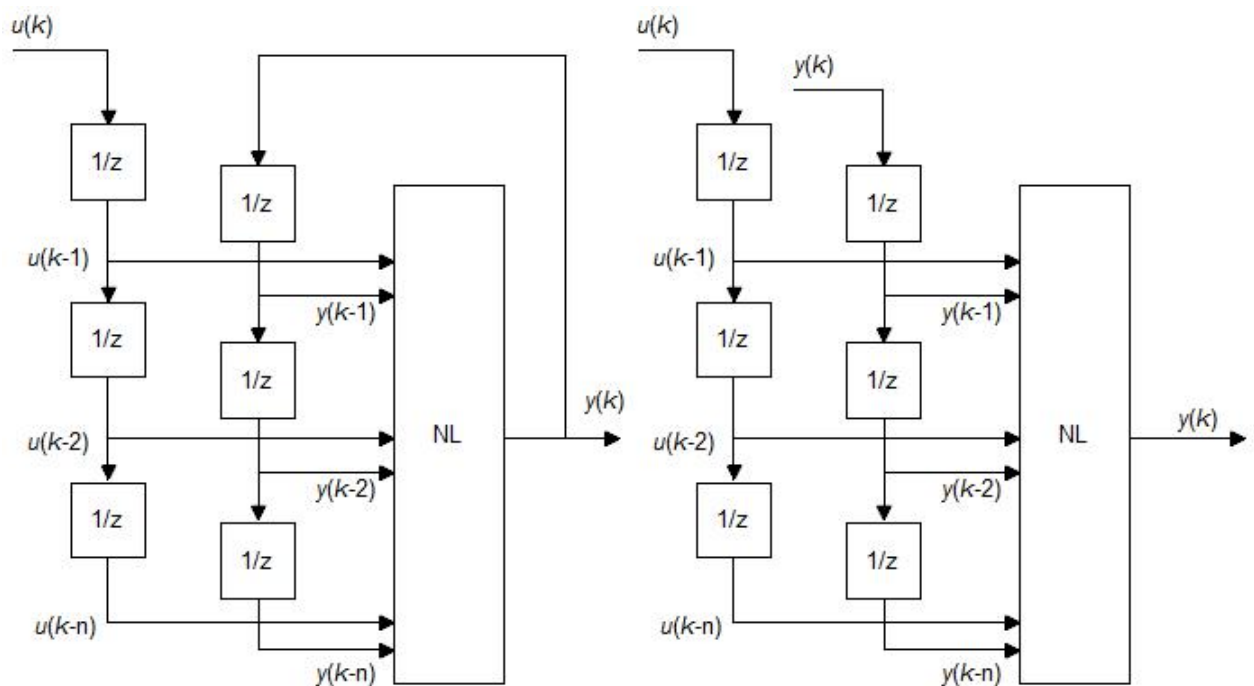 u(k)
1/z
1/z
u(k-1)
y(k-1)
1/z
1/z
u(k-2)
y(k-2)
1/z
1/z
u(k-n)
y(k-n)
NL
y(k)
u(k)
y(k)
1/z
1/z
u(k-1)
y(k-1)
1/z
1/z
u(k-2)
y(k-2)
1/z
1/z
u(k-n)
y(k-n)
NL
y(k)